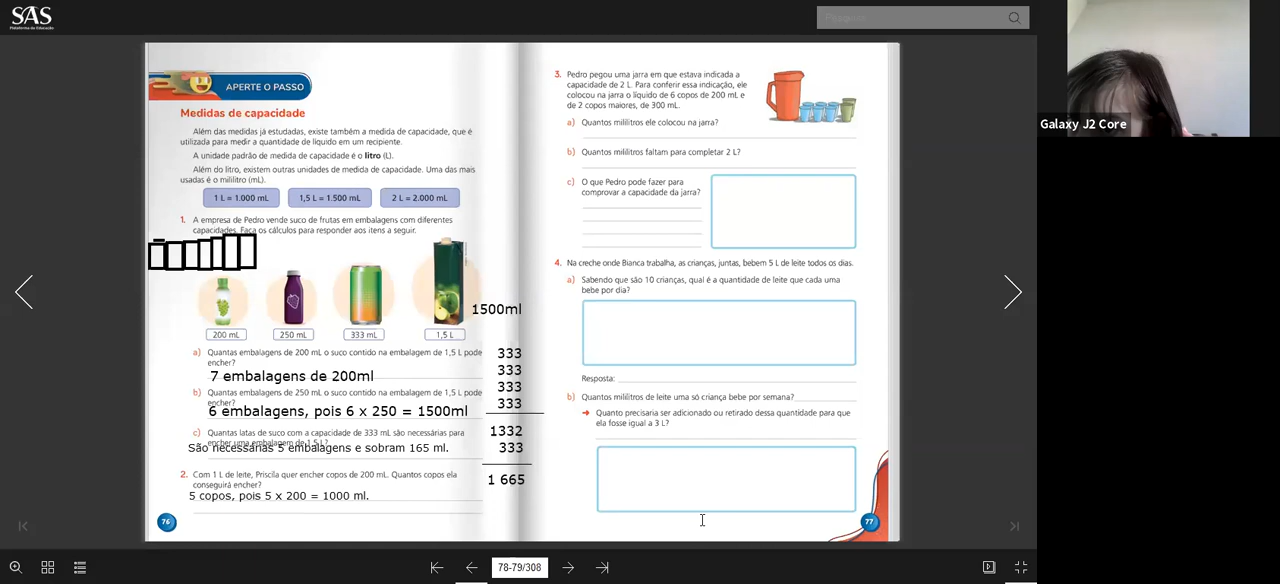 SAS
Plataforma de Educação
Pesquisar
Galaxy J2 Core
APERTE O PASSO
Medidas de capacidade
Além das medidas já estudadas, existe também a medida de capacidade, que é
utilizada para medir a quantidade de líquido em um recipiente.
A unidade padrão de medida de capacidade é o litro (L).
Além do litro, existem outras unidades de medida de capacidade. Uma das mais
usadas é o mililitro (mL).
1 L = 1.000 mL
1,5 L = 1.500 mL
2 L = 2.000 mL
1. A empresa de Pedro vende suco de frutas em embalagens com diferentes
capacidades. Faça os cálculos para responder aos itens a seguir.
200 mL
250 mL
333 mL
1,5 L
1500ml
a) Quantas embalagens de 200 mL o suco contido na embalagem de 1,5 L pode
encher?
7 embalagens de 200ml
b) Quantas embalagens de 250 mL o suco contido na embalagem de 1,5 L pode
encher?
6 embalagens, pois 6 x 250 = 1500ml
c) Quantas latas de suco com a capacidade de 333 mL são necessárias para
encher uma embalagem de 1,5 L?
São necessárias 5 embalagens e sobram 165 ml.
333
333
333
333
1332
333
1 665
2. Com 1 L de leite, Priscila quer encher copos de 200 mL. Quantos copos ela
conseguirá encher?
5 copos, pois 5 x 200 = 1000 ml.
76
3. Pedro pegou uma jarra em que estava indicada a
capacidade de 2 L. Para conferir essa indicação, ele
colocou na jarra o líquido de 6 copos de 200 mL e
de 2 copos maiores, de 300 mL.
a) Quantos mililitros ele colocou na jarra?
b) Quantos mililitros faltam para completar 2 L?
c) O que Pedro pode fazer para
comprovar a capacidade da jarra?
4. Na creche onde Bianca trabalha, as crianças, juntas, bebem 5 L de leite todos os dias.
a) Sabendo que são 10 crianças, qual é a quantidade de leite que cada uma
bebe por dia?
Resposta:
b) Quantos mililitros de leite uma só criança bebe por semana?
➜ Quanto precisaria ser adicionado ou retirado dessa quantidade para que
ela fosse igual a 3 L?
77
78-79/308